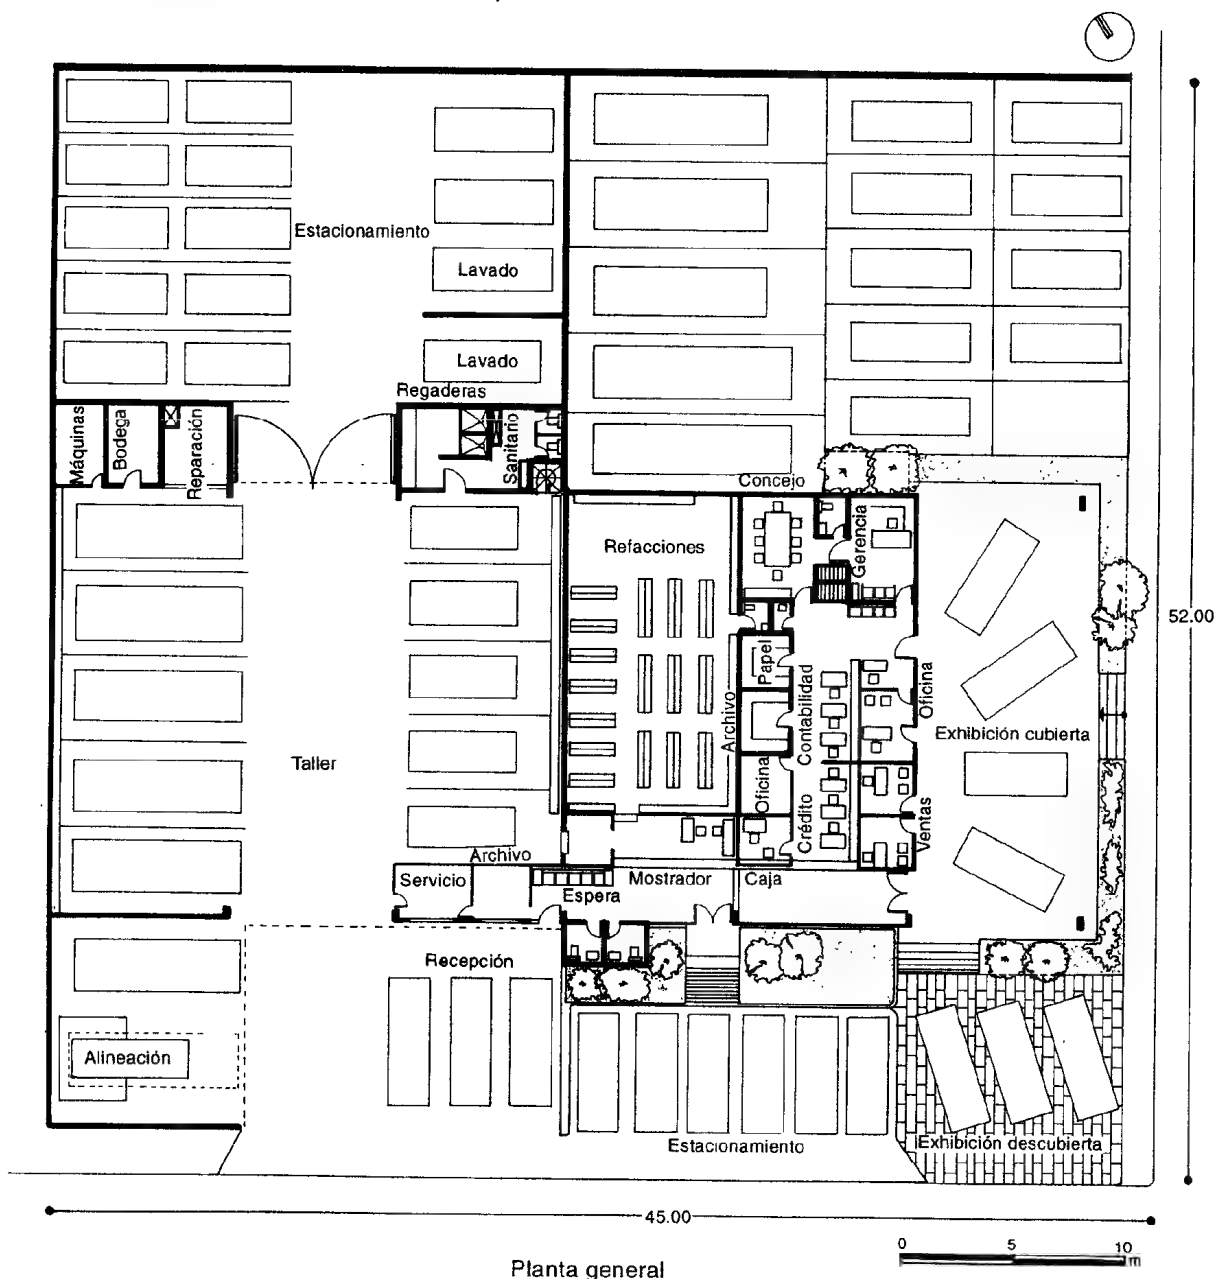 Estacionamiento
Lavado
Lavado
Regaderas
Máquinas
Bodega
Reparación
Sanitario
Concejo
Refacciones
Gerencia
52.00
Papel
Archivo
Contabilidad
Oficina
Exhibición cubierta
Taller
Oficina
Crédito
Ventas
Archivo
Servicio
Mostrador
Caja
Espera
Recepción
Alineación
Estacionamiento
Exhibición descubierta
45.00
0 5 10
m
Planta general